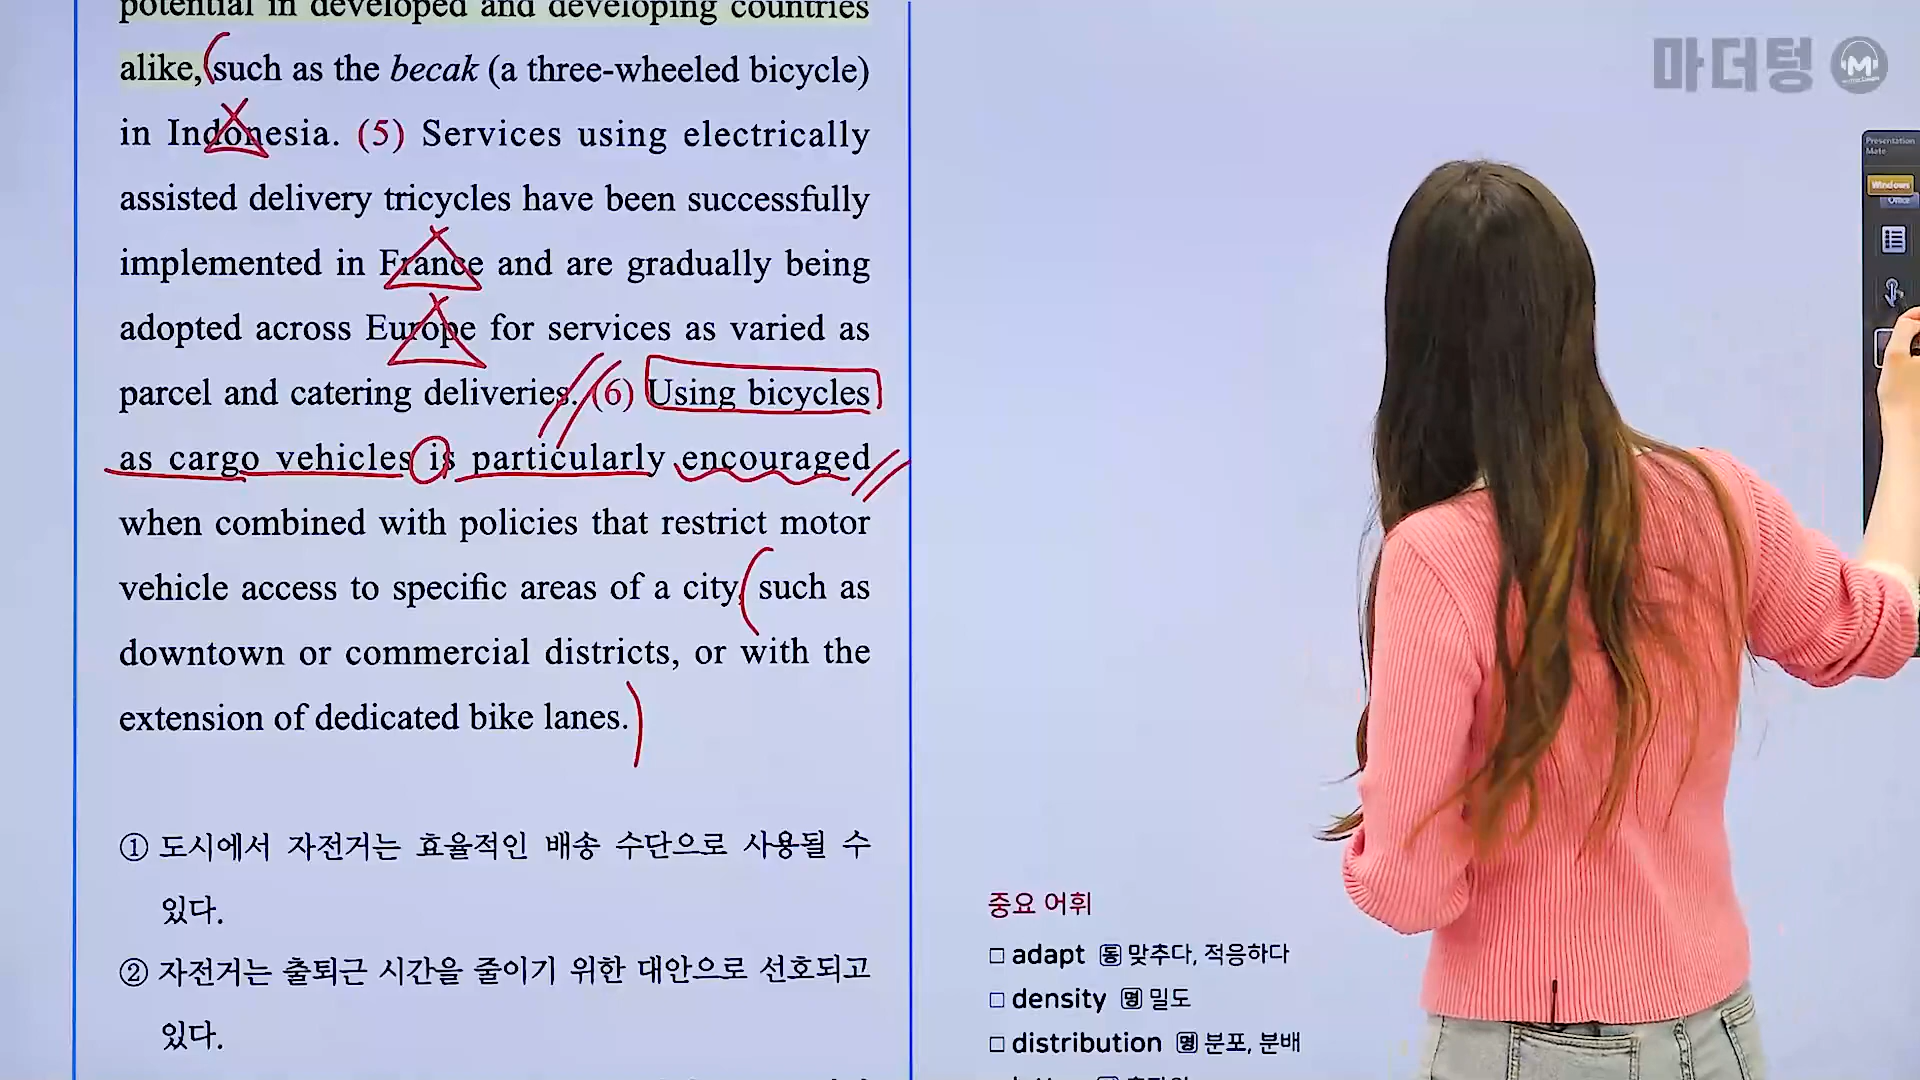 potential in developed and developing countries
alike, such as the becak (a three-wheeled bicycle)
in Indonesia. (5) Services using electrically
assisted delivery tricycles have been successfully
implemented in France and are gradually being
adopted across Europe for services as varied as
parcel and catering deliveries. (6) Using bicycles
as cargo vehicles is particularly encouraged
when combined with policies that restrict motor
vehicle access to specific areas of a city, such as
downtown or commercial districts, or with the
extension of dedicated bike lanes.
① 도시에서 자전거는 효율적인 배송 수단으로 사용될 수
있다.
② 자전거는 출퇴근 시간을 줄이기 위한 대안으로 선호되고
있다.
중요 어휘
□ adapt 동 맞추다, 적응하다
□ density 명 밀도
□ distribution 명 분포, 분배
마더텅 M
Presentation
Mate
Windows
Office